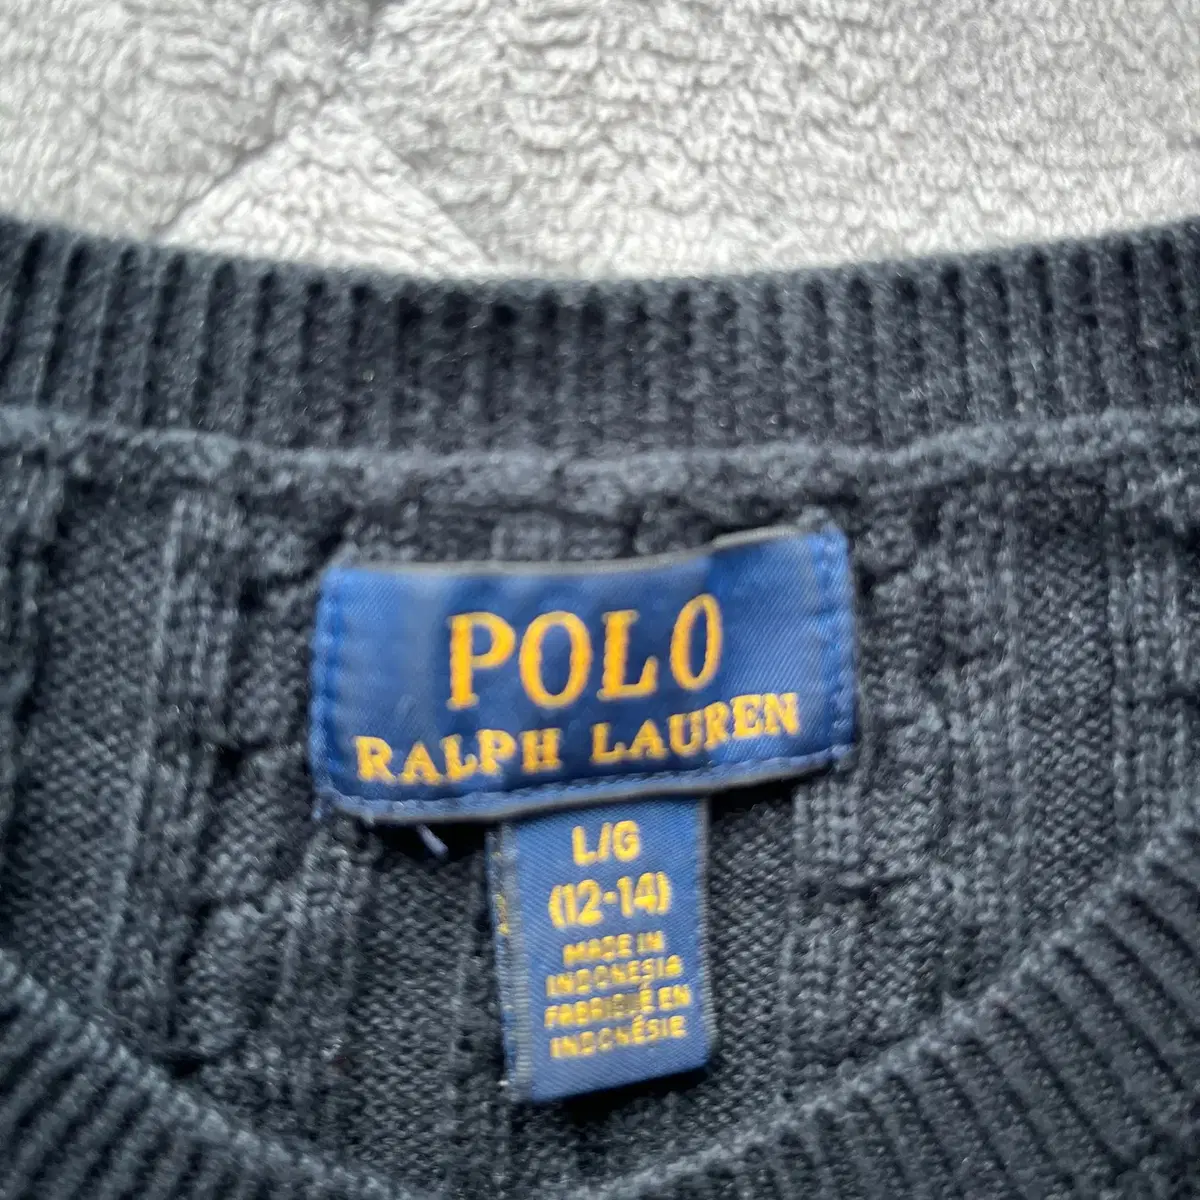 POLO
RALPH LAUREN
L/G
(12-14)
MADE IN
INDONESIA
FABRIQUÉ EN
INDONÉSIE